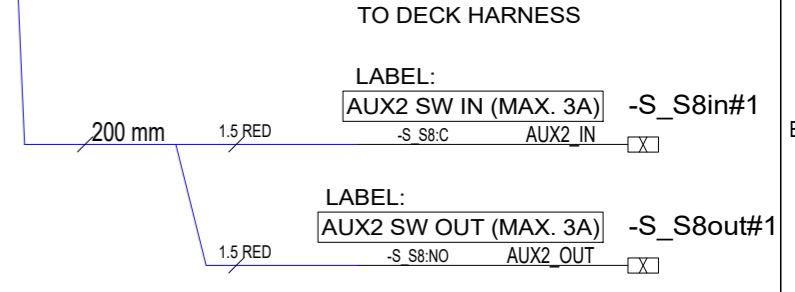 TO DECK HARNESS
LABEL:
AUX2 SW IN (MAX. 3A) -S_S8in#1
200 mm 1.5 RED -S_S8:C AUX2_IN X
LABEL:
AUX2 SW OUT (MAX. 3A) -S_S8out#1
1.5 RED -S_S8:NO AUX2_OUT X